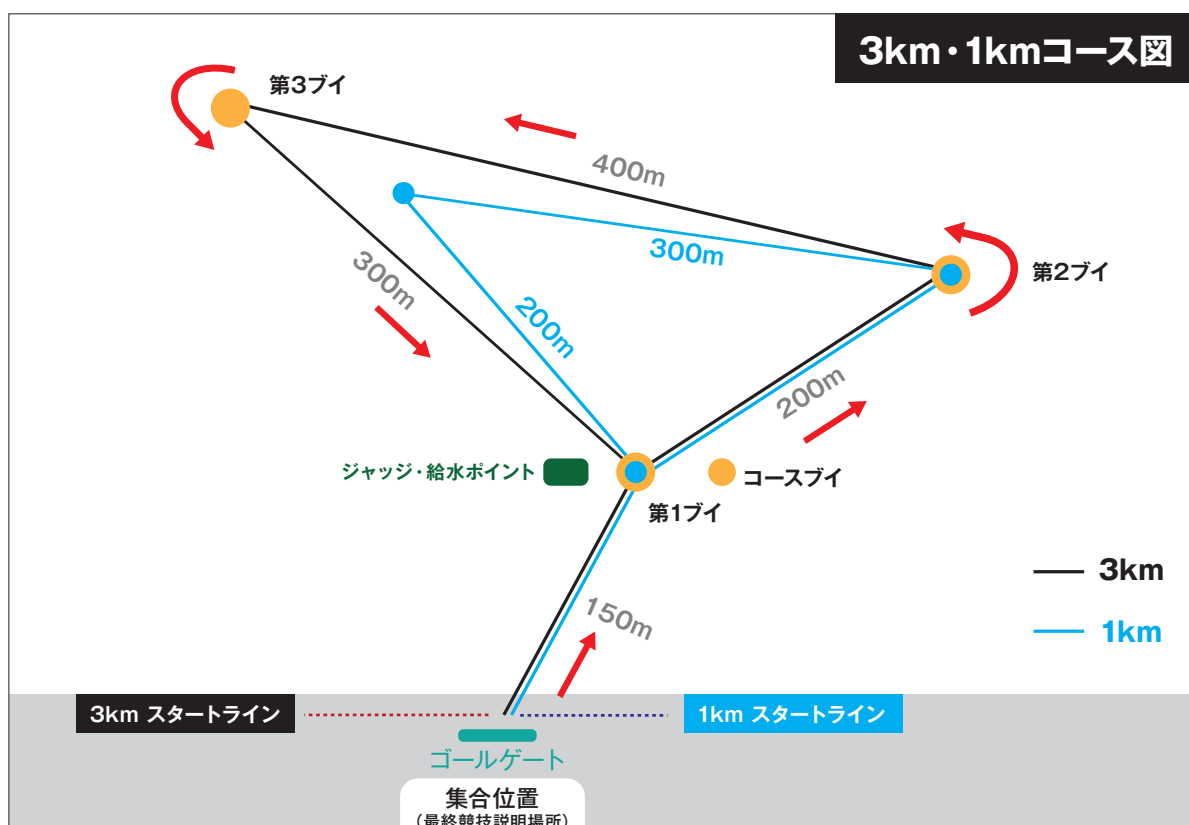 3km・1kmコース図
第3ブイ
400m
300m
第2ブイ
300m
200m
200m
ジャッジ・給水ポイント
コースブイ
第1ブイ
3km
150m
1km
3km スタートライン
1km スタートライン
ゴールゲート
集合位置
(最終競技説明場所)